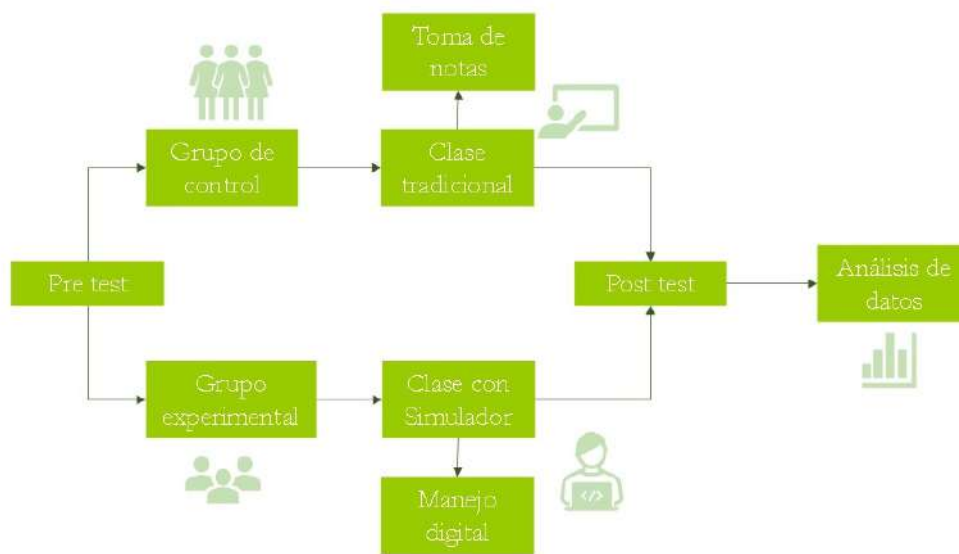 Toma de
notas
Grupo de
control
Clase
tradicional
Pre test
Post test
Análisis de
datos
Grupo
experimental
Clase con
Simulador
Manejo
digital